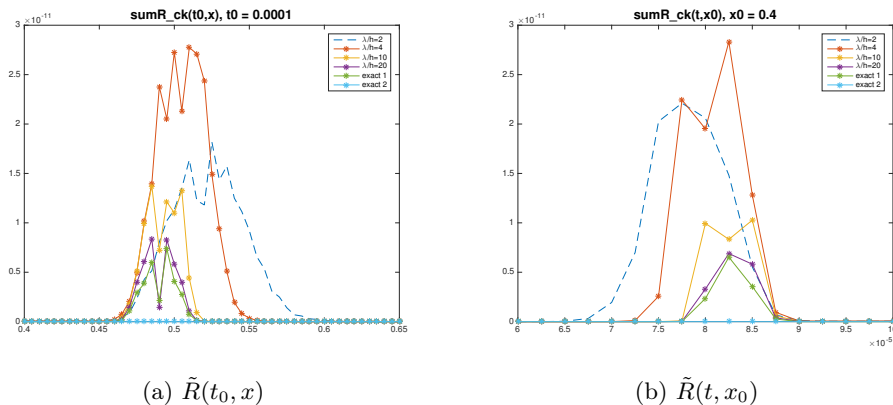 sumR_ck(t0,x), t0 = 0.0001
3 ×10⁻¹¹
2.5
2
1.5
1
0.5
0
0.4 0.45 0.5 0.55 0.6 0.65
λ/h=2
λ/h=4
λ/h=10
λ/h=20
exact 1
exact 2
(a) R̃(t₀, x)
sumR_ck(t,x0), x0 = 0.4
3 ×10⁻¹¹
2.5
2
1.5
1
0.5
0
6 6.5 7 7.5 8 8.5 9 9.5 10
×10⁻⁵
λ/h=2
λ/h=4
λ/h=10
λ/h=20
exact 1
exact 2
(b) R̃(t, x₀)